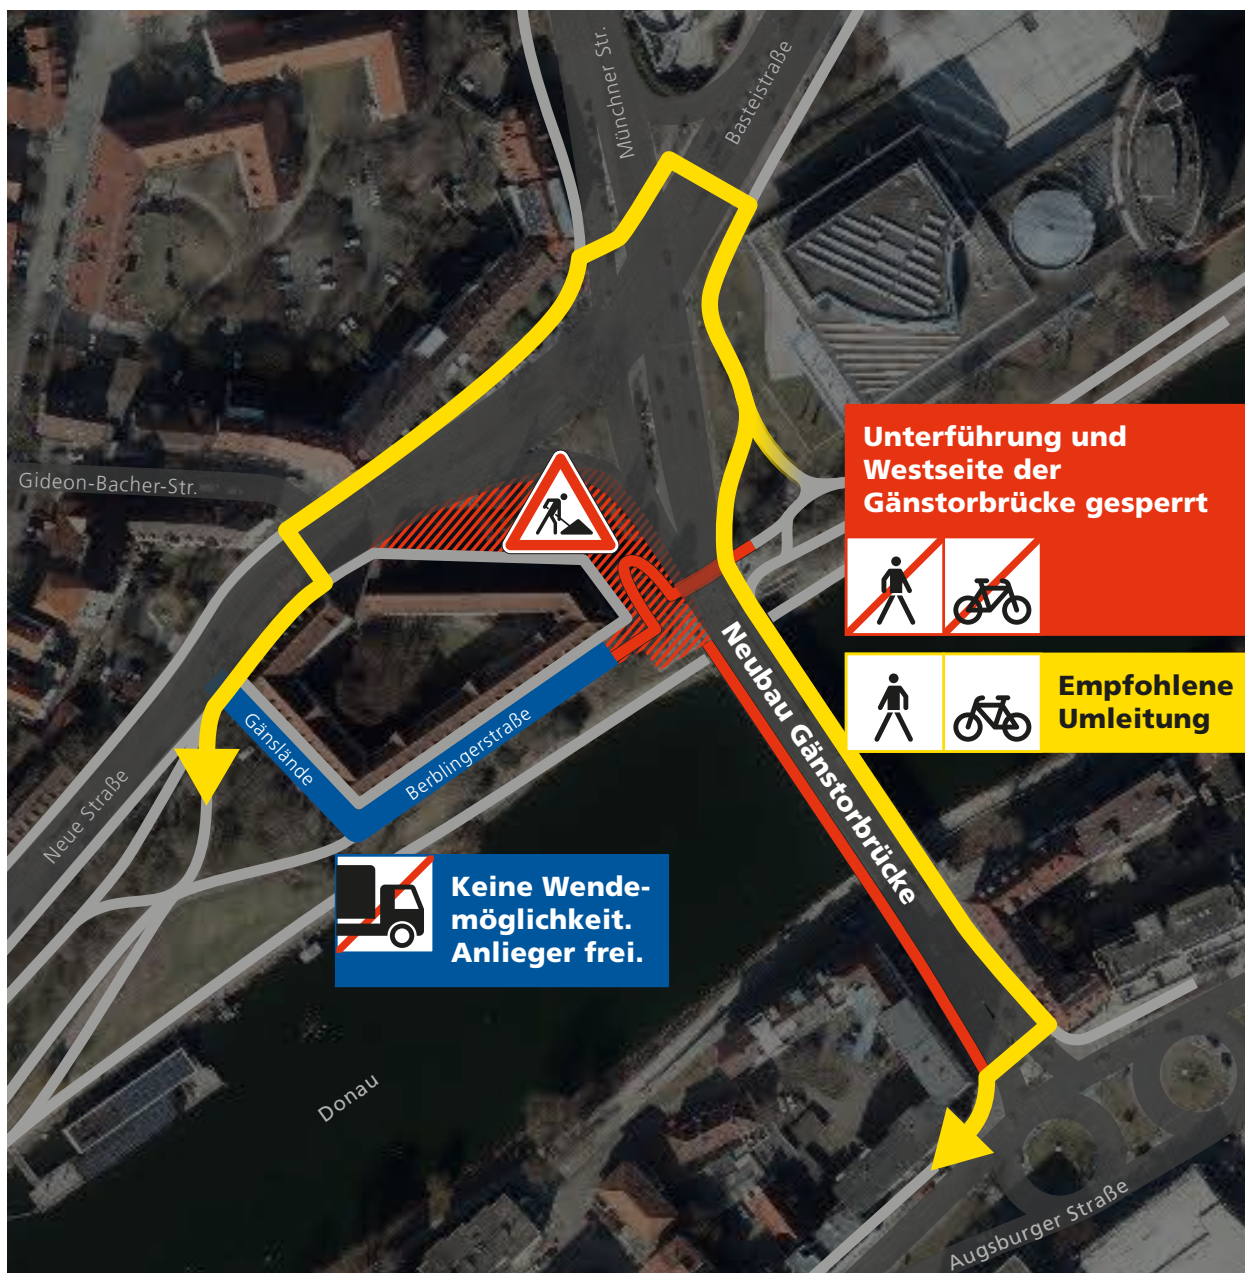 Münchner Str.
Basteistraße
Unterführung und
Westseite der
Gänstorbrücke gesperrt
Gideon-Bacher-Str.
Neubau Gänstorbrücke
Empfohlene
Umleitung
Gänslände
Berblingerstraße
Neue Straße
Keine Wende-
möglichkeit.
Anlieger frei.
Donau
Augsburger Straße